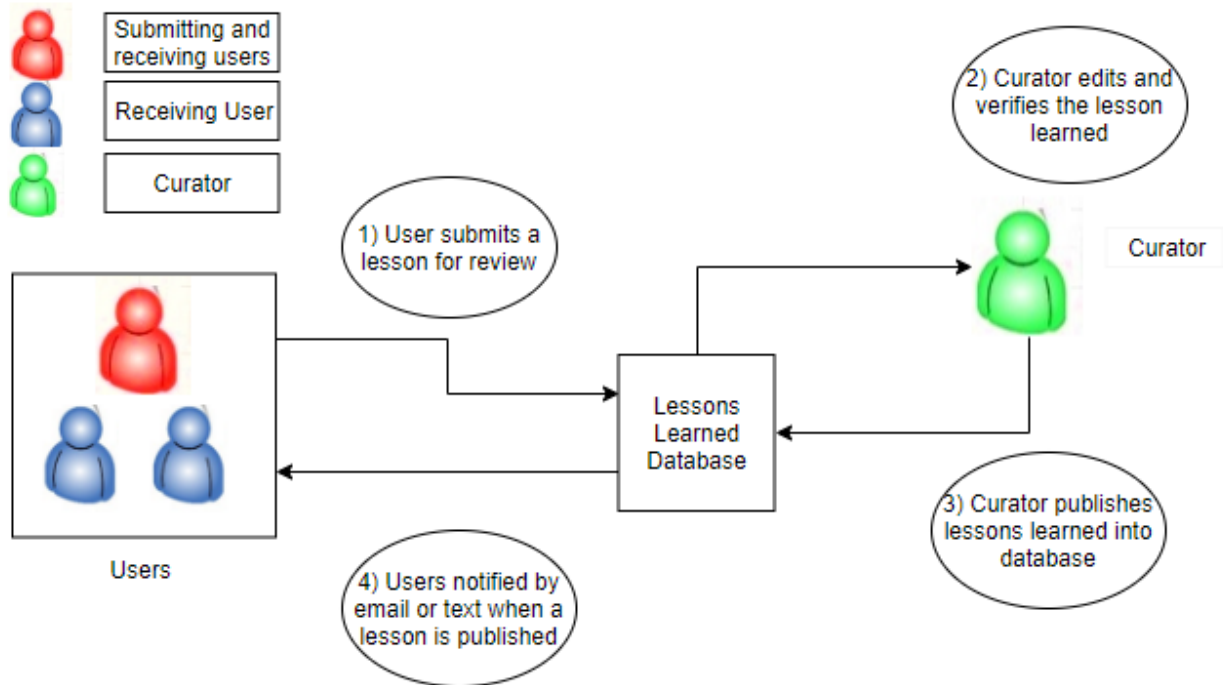 Submitting and
receiving users
Receiving User
Curator
1) User submits a
lesson for review
2) Curator edits and
verifies the lesson
learned
Curator
Lessons
Learned
Database
3) Curator publishes
lessons learned into
database
Users
4) Users notified by
email or text when a
lesson is published